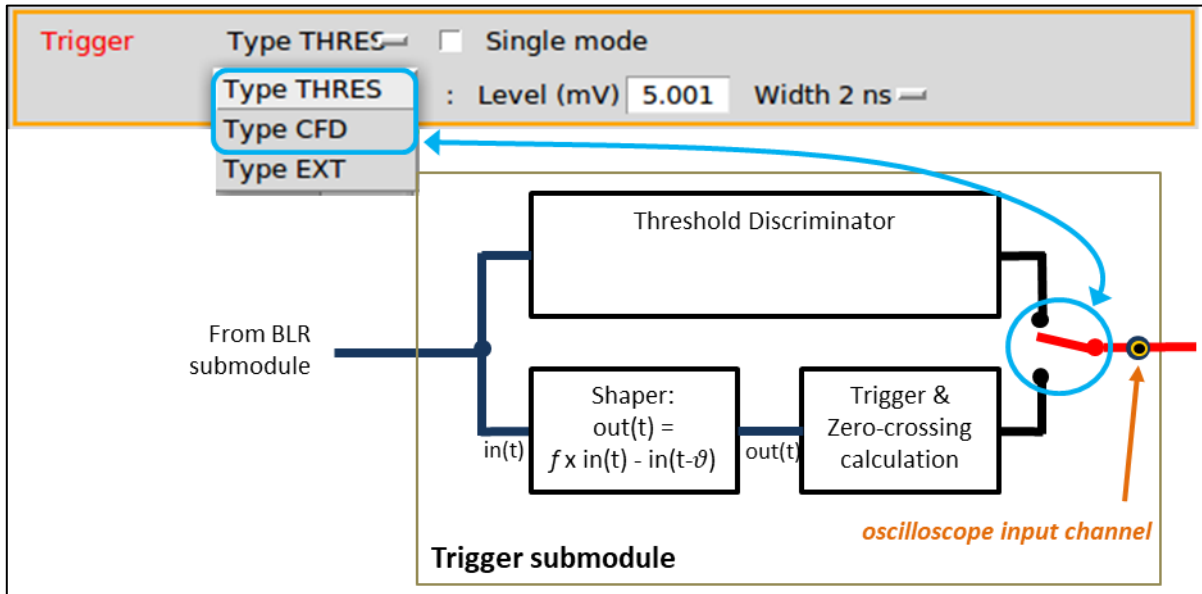 Trigger Type THRES Single mode
Type THRES : Level (mV) 5.001 Width 2 ns
Type CFD
Type EXT
Threshold Discriminator
From BLR
submodule
Shaper:
out(t) =
f x in(t) - in(t-ϑ)
in(t)
out(t)
Trigger &
Zero-crossing
calculation
oscilloscope input channel
Trigger submodule